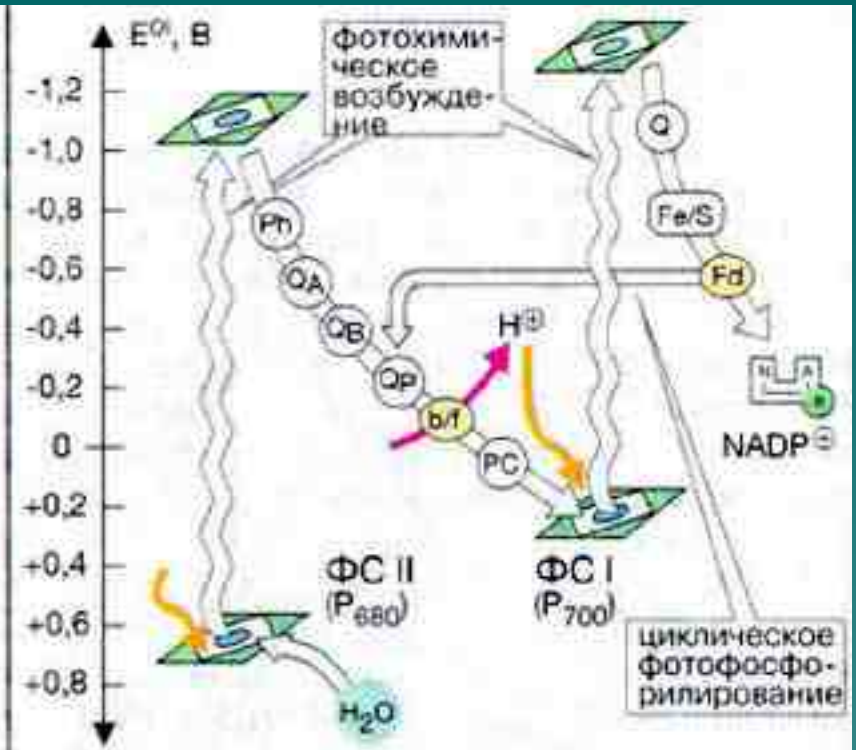 E⁰', В
-1,2
-1,0
-0,8
-0,6
-0,4
-0,2
0
+0,2
+0,4
+0,6
+0,8
фотохими-
ческое
возбужде-
ние
Ph
QA
QB
QP
b/f
PC
H⊕
Q
Fe/S
Fd
N A P
NADP⊕
ФС II
(P₆₈₀)
ФС I
(P₇₀₀)
H₂O
циклическое
фотофосфо-
рилирование